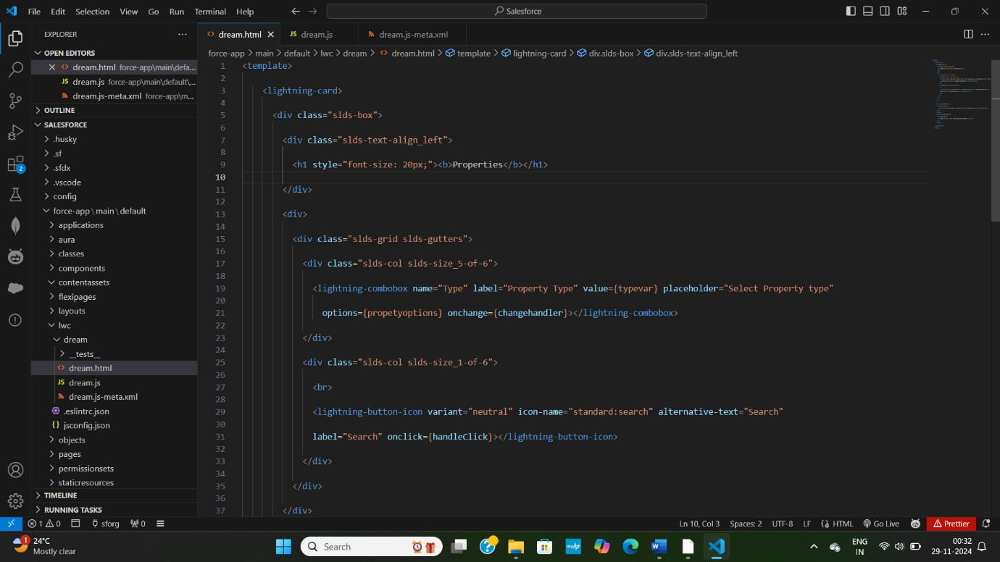 File Edit Selection View Go Run Terminal Help
Salesforce
EXPLORER
OPEN EDITORS
dream.html force-app\main\defa...
JS dream.js force-app\main\default\...
dream.js-meta.xml force-app\m...
OUTLINE
SALESFORCE
.husky
.sf
.sfdx
.vscode
config
force-app\main\default
applications
aura
classes
components
contentassets
flexipages
layouts
lwc
dream
__tests__
dream.html
JS dream.js
dream.js-meta.xml
.eslintrc.json
{} jsconfig.json
objects
pages
permissionsets
staticresources
TIMELINE
RUNNING TASKS
2
dream.html
JS dream.js
dream.js-meta.xml
force-app > main > default > lwc > dream > dream.html > template > lightning-card > div.slds-box > div.slds-text-align_left
1 <template>
2
3 <lightning-card>
4
5 <div class="slds-box">
6
7 <div class="slds-text-align_left">
8
9 <h1 style="font-size: 20px;"><b>Properties</b></h1>
10
11 </div>
12
13 <div>
14
15 <div class="slds-grid slds-gutters">
16
17 <div class="slds-col slds-size_5-of-6">
18
19 <lightning-combobox name="Type" label="Property Type" value={typevar} placeholder="Select Property type"
20
21 options={propetyoptions} onchange={changehandler}></lightning-combobox>
22
23 </div>
24
25 <div class="slds-col slds-size_1-of-6">
26
27 <br>
28
29 <lightning-button-icon variant="neutral" icon-name="standard:search" alternative-text="Search"
30
31 label="Search" onclick={handleClick}></lightning-button-icon>
32
33 </div>
34
35 </div>
36
37 </div>
1 0 sforg 0 Ln 10, Col 3 Spaces: 2 UTF-8 LF {} HTML Go Live Prettier
1 24°C
Mostly clear
Search
myhp
ENG
IN
00:32
29-11-2024